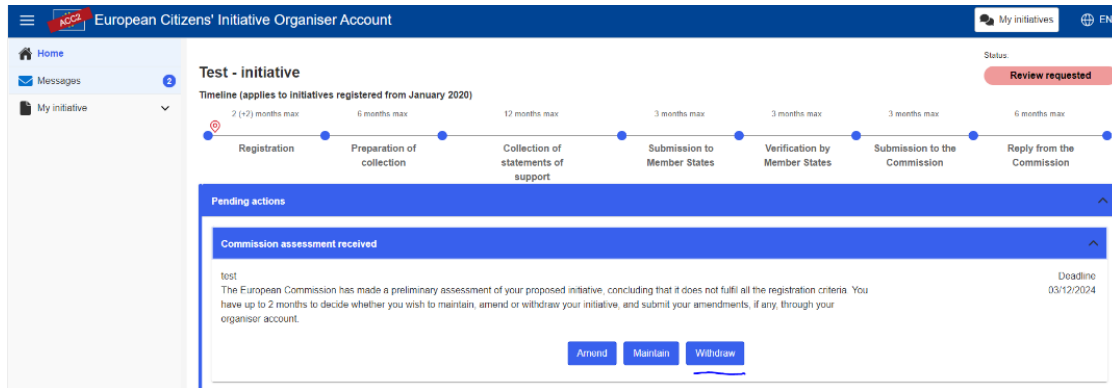 ACC2 European Citizens' Initiative Organiser Account
My initiatives
EN
Home
Messages 2
My initiative
Status:
Review requested
Test - initiative
Timeline (applies to initiatives registered from January 2020)
2 (+2) months max
6 months max
12 months max
3 months max
3 months max
3 months max
6 months max
Registration
Preparation of
collection
Collection of
statements of
support
Submission to
Member States
Verification by
Member States
Submission to the
Commission
Reply from the
Commission
Pending actions
Commission assessment received
test
Deadline
The European Commission has made a preliminary assessment of your proposed initiative, concluding that it does not fulfil all the registration criteria. You
03/12/2024
have up to 2 months to decide whether you wish to maintain, amend or withdraw your initiative, and submit your amendments, if any, through your
organiser account.
Amend
Maintain
Withdraw